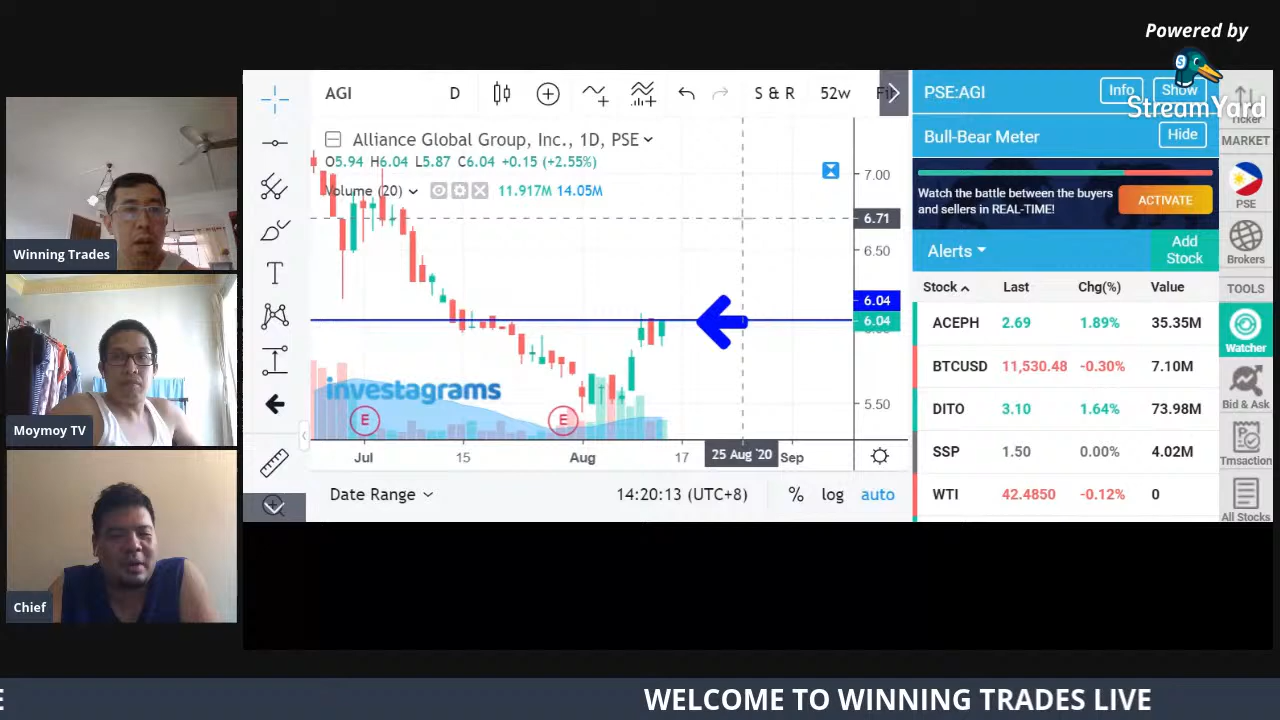 Powered by
StreamYard
Winning Trades
Moymoy TV
Chief
AGI D S & R 52w
Alliance Global Group, Inc., 1D, PSE
O5.94 H6.04 L5.87 C6.04 +0.15 (+2.55%)
Volume (20) 11.917M 14.05M
7.00
6.71
6.50
6.04
6.04
5.50
investagrams
E E
Jul 15 Aug 17 25 Aug '20 Sep
Date Range 14:20:13 (UTC+8) % log auto
PSE:AGI Info Show
Bull-Bear Meter Hide
Watch the battle between the buyers
and sellers in REAL-TIME!
ACTIVATE
Alerts Add Stock
Stock Last Chg(%) Value
ACEPH 2.69 1.89% 35.35M
BTCUSD 11,530.48 -0.30% 7.10M
DITO 3.10 1.64% 73.98M
SSP 1.50 0.00% 4.02M
WTI 42.4850 -0.12% 0
Ticker
MARKET
PSE
Brokers
TOOLS
Watcher
Bid & Ask
Trnsaction
All Stocks
WELCOME TO WINNING TRADES LIVE